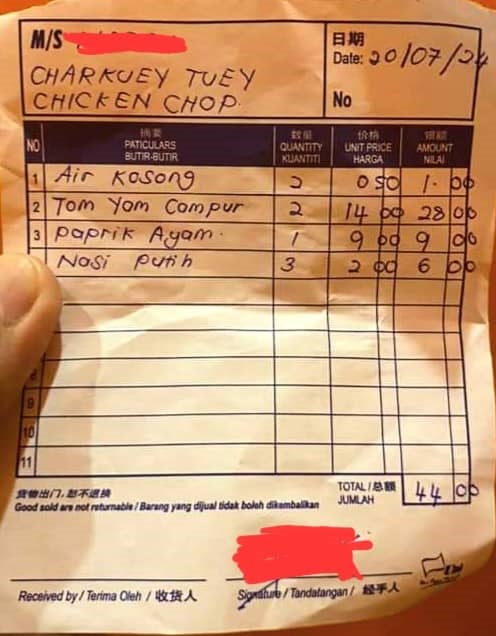 M/S
CHARKUEY TUEY
CHICKEN CHOP.
日期
Date: 20/07/24
No
NO 摘要 PATICULARS BUTIR-BUTIR 数量 QUANTITY KUANTITI 价格 UNIT PRICE HARGA 银额 AMOUNT NILAI
1 Air Kosong 2 0 50 1. 00
2 Tom Yam Campur 2 14 00 28 00
3 Paprik Ayam. 1 9 00 9 00
Nasi Putih 3 2 00 6 00
8
9
10
11
货物出门,恕不退换
Good sold are not returnable / Barang yang dijual tidak boleh dikembalikan
TOTAL / 总额
JUMLAH
44 00
Received by / Terima Oleh / 收货人
Signature / Tandatangan / 经手人